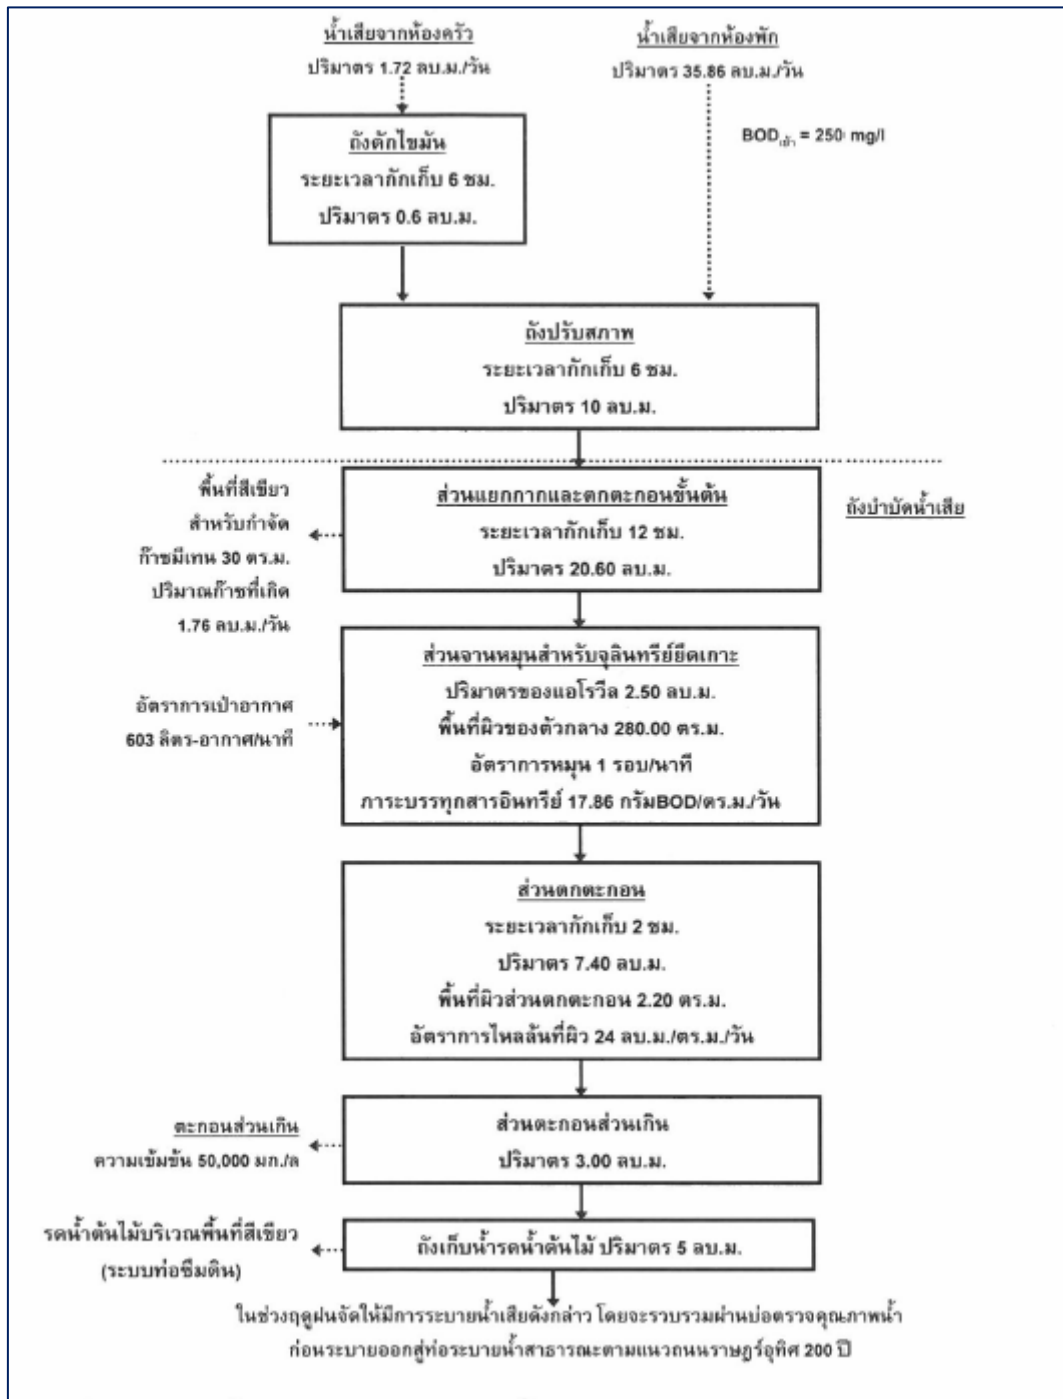 น้ำเสียจากห้องครัว
ปริมาตร 1.72 ลบ.ม./วัน
น้ำเสียจากห้องพัก
ปริมาตร 35.86 ลบ.ม./วัน
BODเข้า = 250 mg/l
ถังดักไขมัน
ระยะเวลากักเก็บ 6 ชม.
ปริมาตร 0.6 ลบ.ม.
ถังปรับสภาพ
ระยะเวลากักเก็บ 6 ชม.
ปริมาตร 10 ลบ.ม.
ถังบำบัดน้ำเสีย
ส่วนแยกกากและตกตะกอนขั้นต้น
ระยะเวลากักเก็บ 12 ชม.
ปริมาตร 20.60 ลบ.ม.
พื้นที่สีเขียว
สำหรับกำจัด
ก๊าซมีเทน 30 ตร.ม.
ปริมาณก๊าซที่เกิด
1.76 ลบ.ม./วัน
ส่วนจานหมุนสำหรับจุลินทรีย์ยึดเกาะ
ปริมาตรของแอโรวีล 2.50 ลบ.ม.
พื้นที่ผิวของตัวกลาง 280.00 ตร.ม.
อัตราการหมุน 1 รอบ/นาที
ภาระบรรทุกสารอินทรีย์ 17.86 กรัมBOD/ตร.ม./วัน
อัตราการเป่าอากาศ
603 ลิตร-อากาศ/นาที
ส่วนตกตะกอน
ระยะเวลากักเก็บ 2 ชม.
ปริมาตร 7.40 ลบ.ม.
พื้นที่ผิวส่วนตกตะกอน 2.20 ตร.ม.
อัตราการไหลล้นที่ผิว 24 ลบ.ม./ตร.ม./วัน
ส่วนตะกอนส่วนเกิน
ปริมาตร 3.00 ลบ.ม.
ตะกอนส่วนเกิน
ความเข้มข้น 50,000 มก./ล
ถังเก็บน้ำรดน้ำต้นไม้ ปริมาตร 5 ลบ.ม.
รดน้ำต้นไม้บริเวณพื้นที่สีเขียว
(ระบบท่อซึมดิน)
ในช่วงฤดูฝนจัดให้มีการระบายน้ำเสียดังกล่าว โดยจะรวบรวมผ่านบ่อตรวจคุณภาพน้ำ
ก่อนระบายออกสู่ท่อระบายน้ำสาธารณะตามแนวถนนราษฎร์อุทิศ 200 ปี